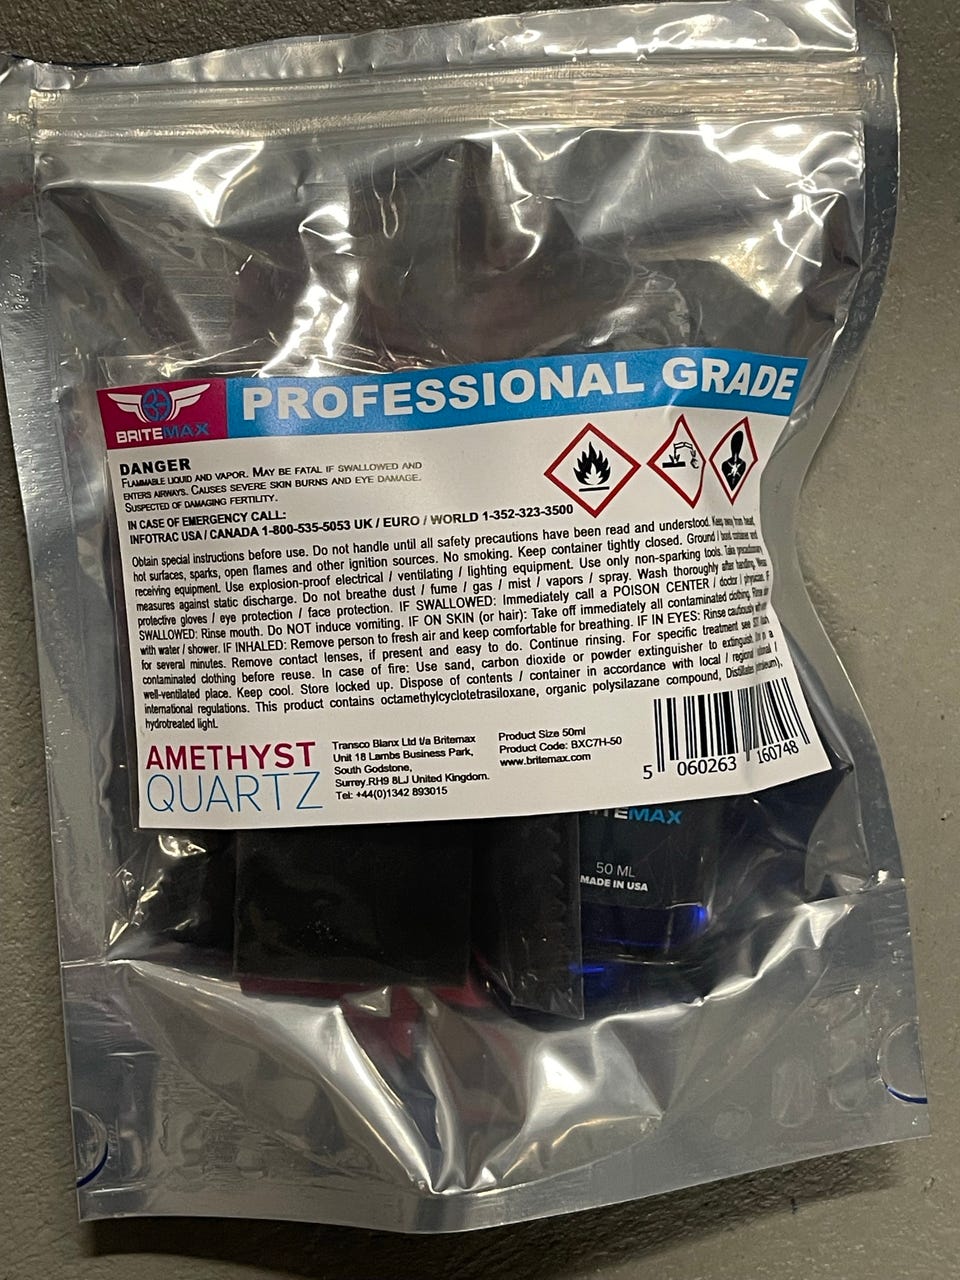 BRITEMAX
PROFESSIONAL GRADE
DANGER
FLAMMABLE LIQUID AND VAPOR. MAY BE FATAL IF SWALLOWED AND
ENTERS AIRWAYS. CAUSES SEVERE SKIN BURNS AND EYE DAMAGE.
SUSPECTED OF DAMAGING FERTILITY.
IN CASE OF EMERGENCY CALL:
INFOTRAC USA / CANADA 1-800-535-5053 UK / EURO / WORLD 1-352-323-3500
Obtain special instructions before use. Do not handle until all safety precautions have been read and understood. Keep away from heat,
hot surfaces, sparks, open flames and other ignition sources. No smoking. Keep container tightly closed. Ground / bond container and
receiving equipment. Use explosion-proof electrical / ventilating / lighting equipment. Use only non-sparking tools. Take precautionary
measures against static discharge. Do not breathe dust / fume / gas / mist / vapors / spray. Wash thoroughly after handling. Wear
protective gloves / eye protection / face protection. IF SWALLOWED: Immediately call a POISON CENTER / doctor / physician. IF
SWALLOWED: Rinse mouth. Do NOT induce vomiting. IF ON SKIN (or hair): Take off immediately all contaminated clothing. Rinse skin
with water / shower. IF INHALED: Remove person to fresh air and keep comfortable for breathing. IF IN EYES: Rinse cautiously with water
for several minutes. Remove contact lenses, if present and easy to do. Continue rinsing. For specific treatment see
contaminated clothing before reuse. In case of fire: Use sand, carbon dioxide or powder extinguisher to extinguish. in a
well-ventilated place. Keep cool. Store locked up. Dispose of contents / container in accordance with local / regional /
international regulations. This product contains octamethylcyclotetrasiloxane, organic polysilazane compound, Distillates (petroleum),
hydrotreated light.
AMETHYST
QUARTZ
Transco Blanx Ltd t/a Britemax
Unit 18 Lambs Business Park,
South Godstone,
Surrey.RH9 8LJ United Kingdom.
Tel: +44(0)1342 893015
Product Size 50ml
Product Code: BXC7H-50
www.britemax.com
5 060263 160748
ITEMAX
50 ML
MADE IN USA